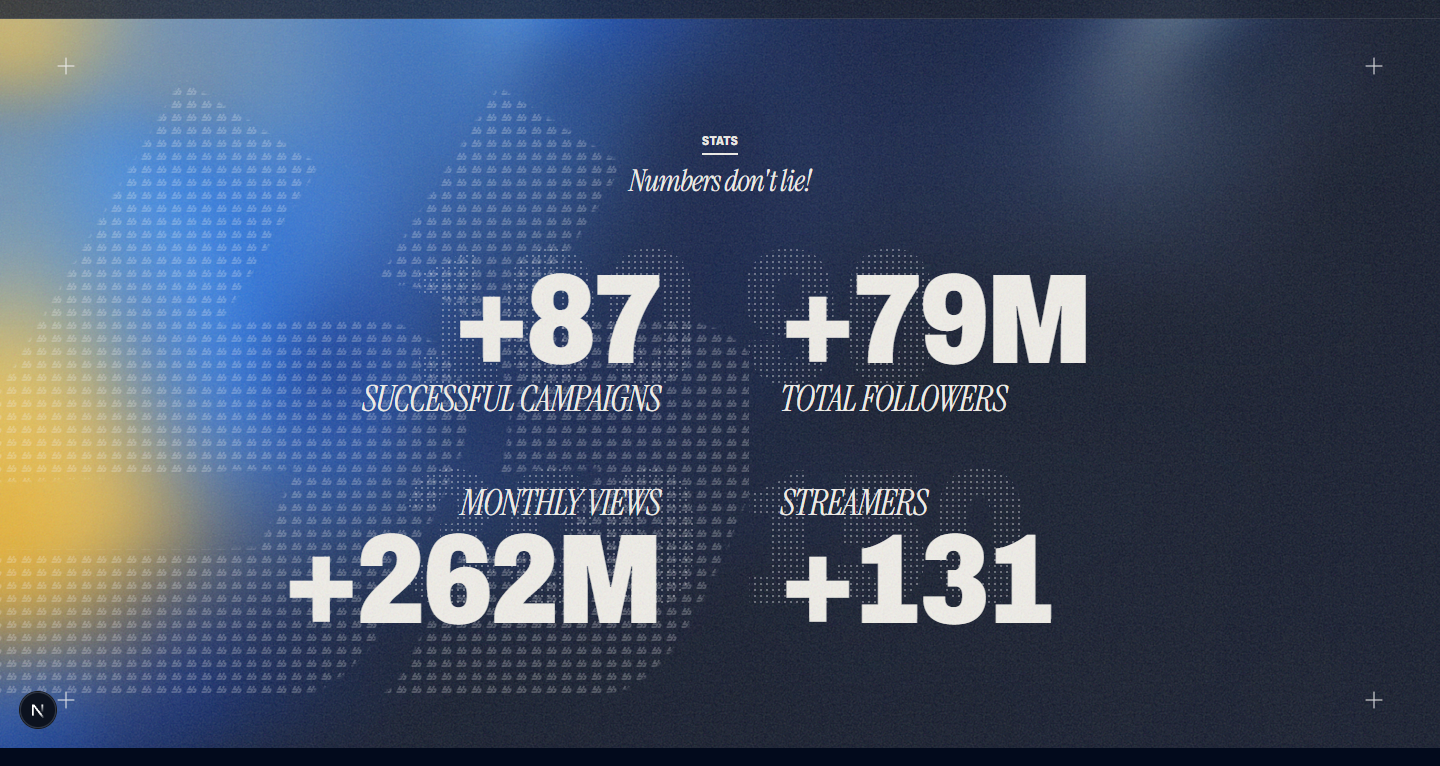 STATS
Numbers don't lie!
+87
SUCCESSFUL CAMPAIGNS
+79M
TOTAL FOLLOWERS
MONTHLY VIEWS
+262M
STREAMERS
+131
N